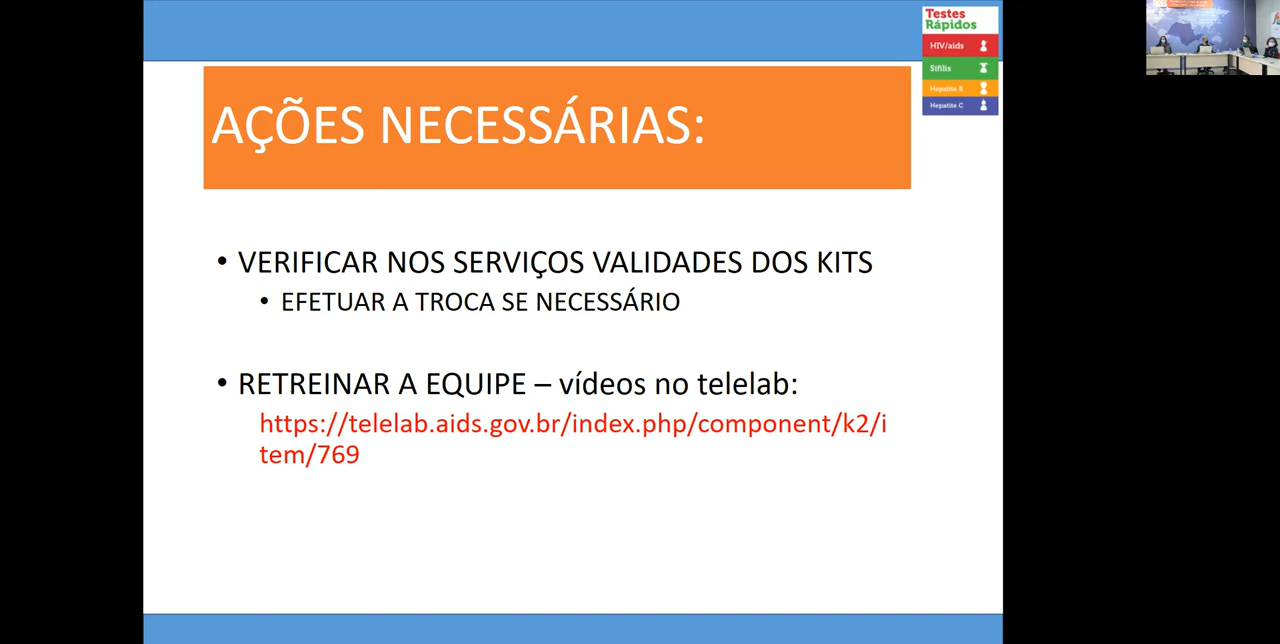 Testes
Rápidos
HIV/aids
Sífilis
Hepatite B
Hepatite C
AÇÕES NECESSÁRIAS:
• VERIFICAR NOS SERVIÇOS VALIDADES DOS KITS
• EFETUAR A TROCA SE NECESSÁRIO
• RETREINAR A EQUIPE – vídeos no telelab:
https://telelab.aids.gov.br/index.php/component/k2/i
tem/769